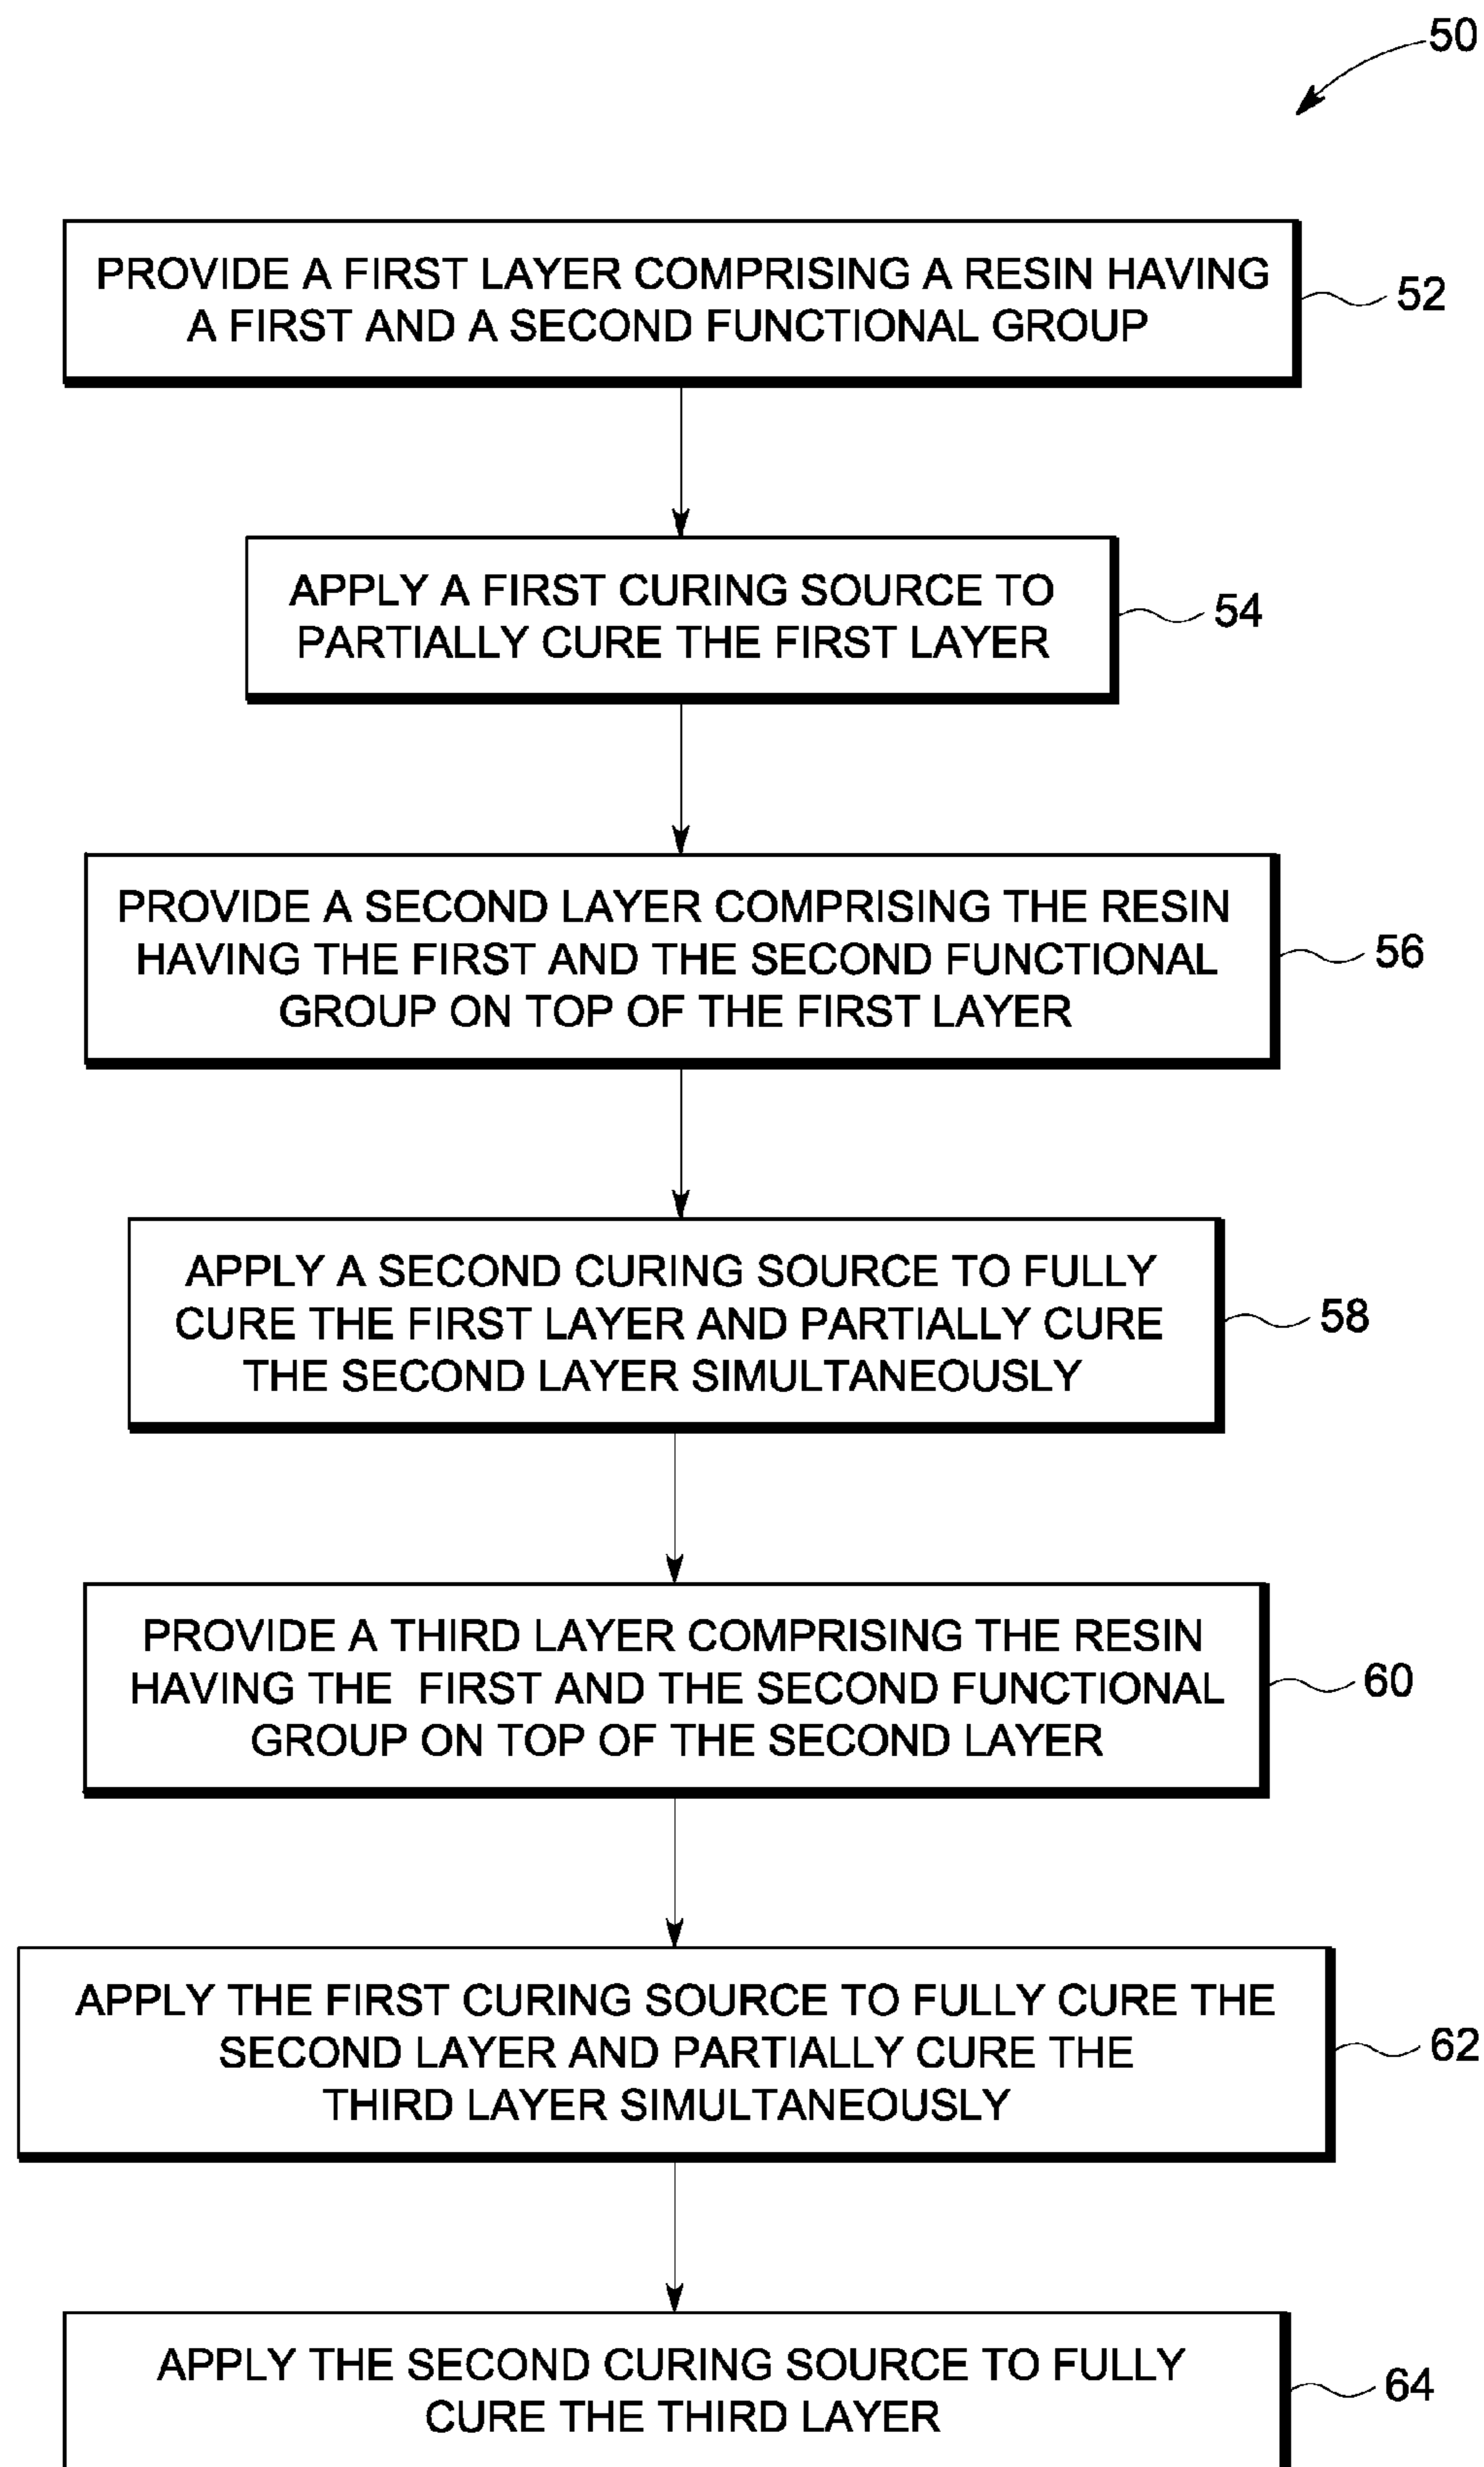 50
PROVIDE A FIRST LAYER COMPRISING A RESIN HAVING
A FIRST AND A SECOND FUNCTIONAL GROUP
52
APPLY A FIRST CURING SOURCE TO
PARTIALLY CURE THE FIRST LAYER
54
PROVIDE A SECOND LAYER COMPRISING THE RESIN
HAVING THE FIRST AND THE SECOND FUNCTIONAL
GROUP ON TOP OF THE FIRST LAYER
56
APPLY A SECOND CURING SOURCE TO FULLY
CURE THE FIRST LAYER AND PARTIALLY CURE
THE SECOND LAYER SIMULTANEOUSLY
58
PROVIDE A THIRD LAYER COMPRISING THE RESIN
HAVING THE FIRST AND THE SECOND FUNCTIONAL
GROUP ON TOP OF THE SECOND LAYER
60
APPLY THE FIRST CURING SOURCE TO FULLY CURE THE
SECOND LAYER AND PARTIALLY CURE THE
THIRD LAYER SIMULTANEOUSLY
62
APPLY THE SECOND CURING SOURCE TO FULLY
CURE THE THIRD LAYER
64